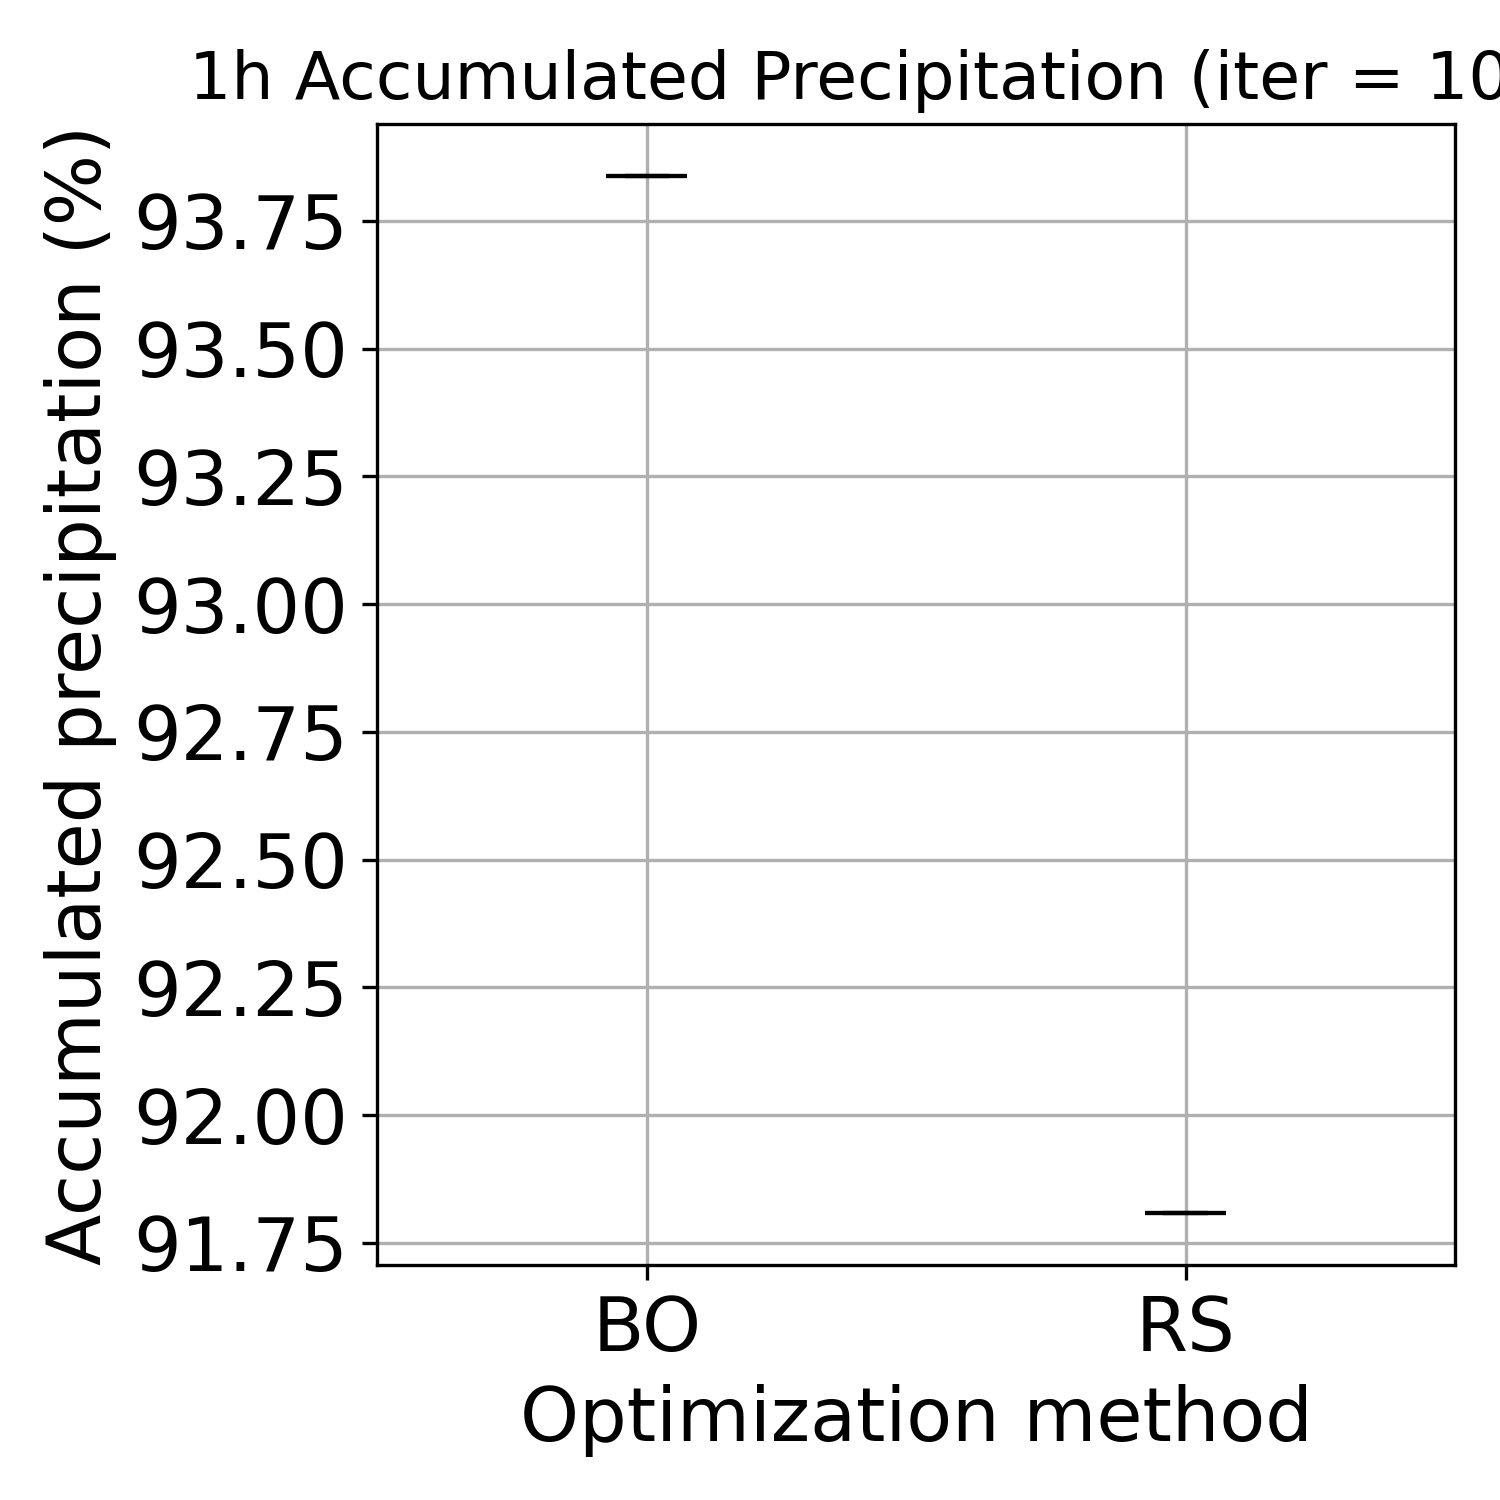 1h Accumulated Precipitation (iter = 10
Accumulated precipitation (%)
93.75
93.50
93.25
93.00
92.75
92.50
92.25
92.00
91.75
BO RS
Optimization method